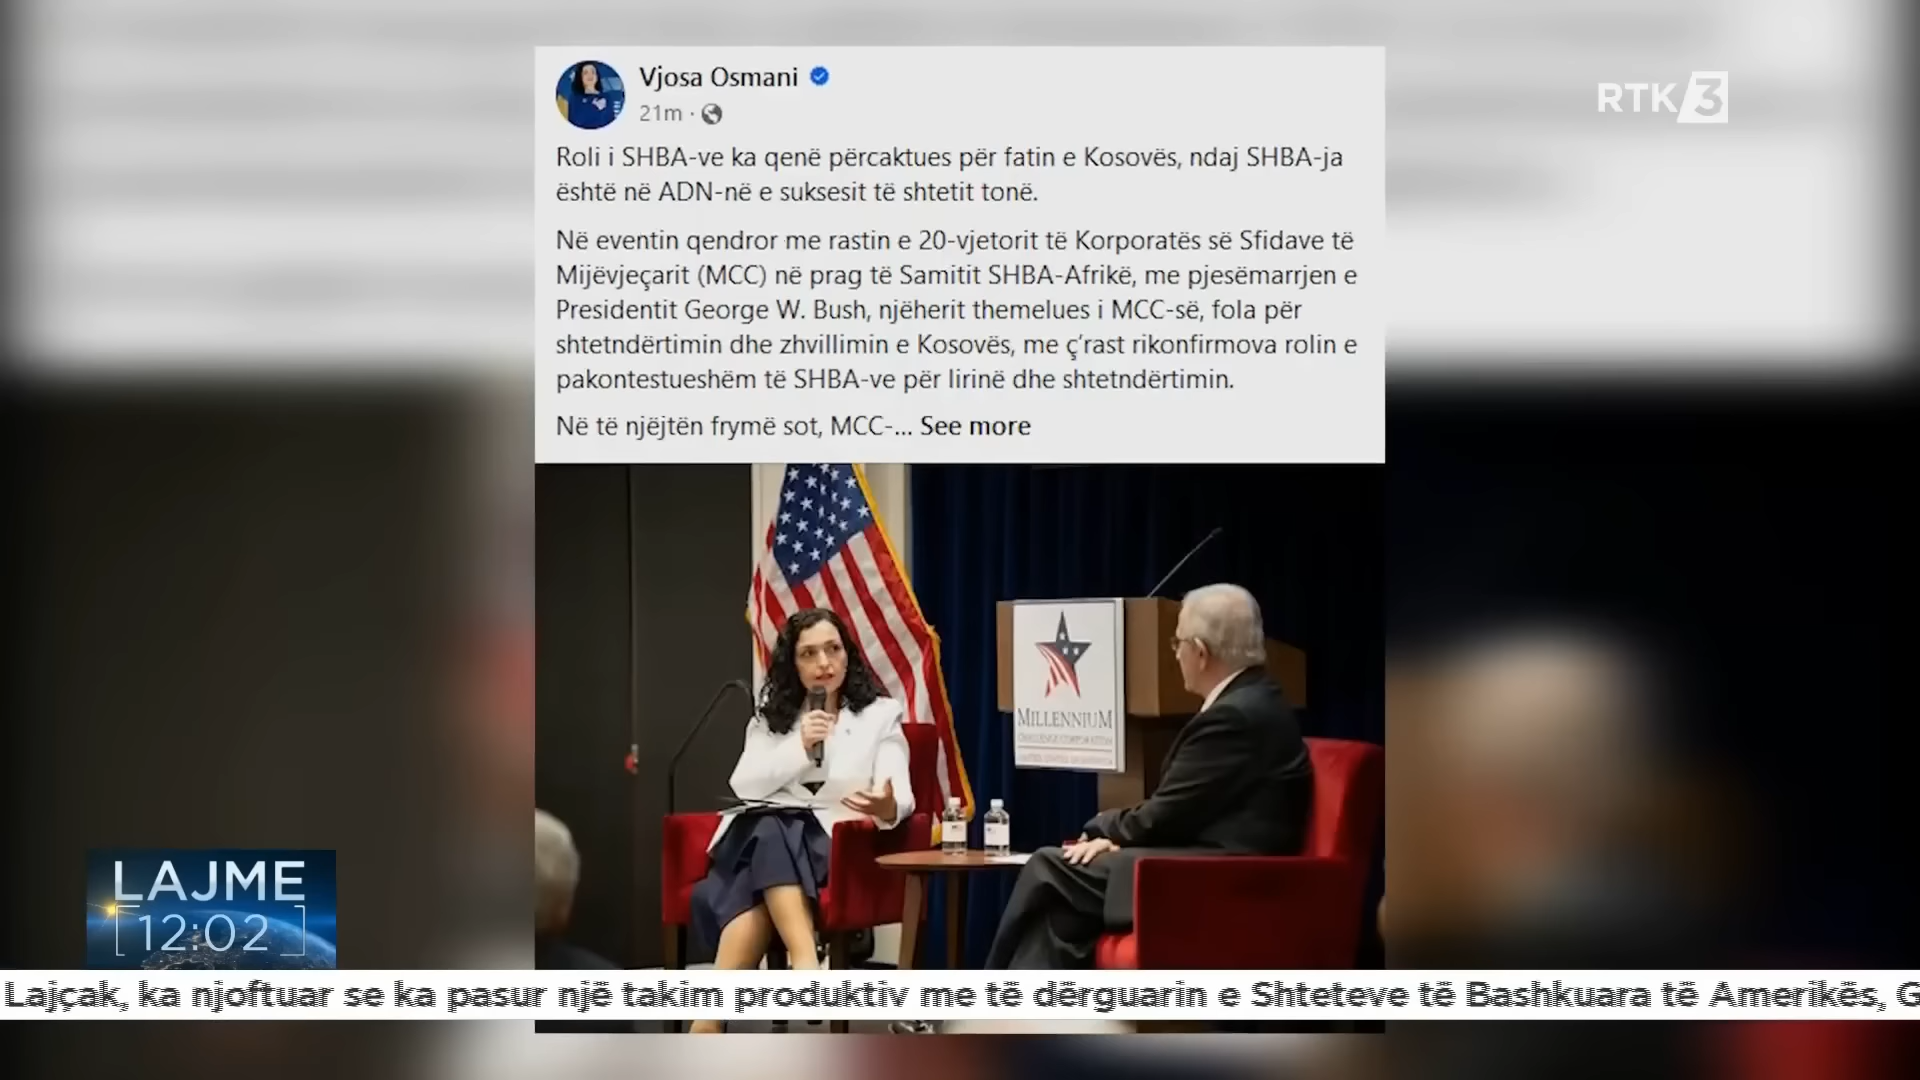 Vjosa Osmani
21m ·
RTK 3
Roli i SHBA-ve ka qenë përcaktues për fatin e Kosovës, ndaj SHBA-ja
është në ADN-në e suksesit të shtetit tonë.
Në eventin qendror me rastin e 20-vjetorit të Korporatës së Sfidave të
Mijëvjeçarit (MCC) në prag të Samitit SHBA-Afrikë, me pjesëmarrjen e
Presidentit George W. Bush, njëherit themelues i MCC-së, fola për
shtetndërtimin dhe zhvillimin e Kosovës, me ç'rast rikonfirmova rolin e
pakontestueshëm të SHBA-ve për lirinë dhe shtetndërtimin.
Në të njëjtën frymë sot, MCC-... See more
MILLENNIUM
CHALLENGE CORPORATION
LAJME
12:02
Lajçak, ka njoftuar se ka pasur një takim produktiv me të dërguarin e Shteteve të Bashkuara të Amerikës, G